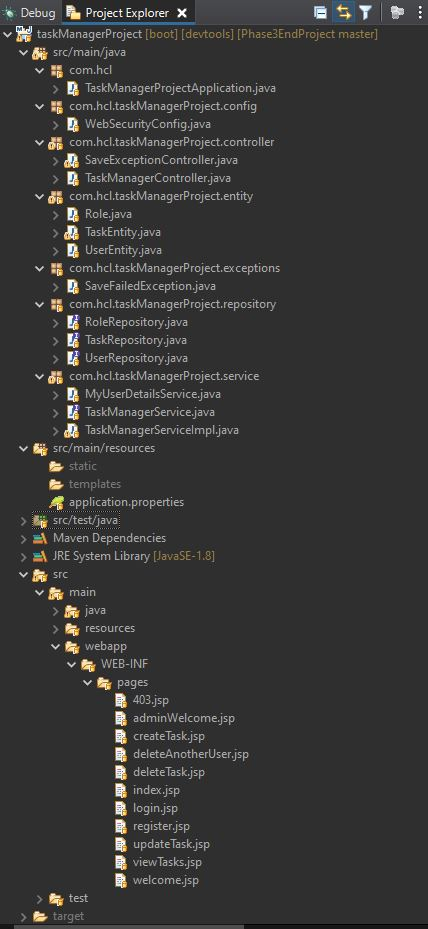 Debug Project Explorer
taskManagerProject [boot] [devtools] [Phase3EndProject master]
src/main/java
com.hcl
TaskManagerProjectApplication.java
com.hcl.taskManagerProject.config
WebSecurityConfig.java
com.hcl.taskManagerProject.controller
SaveExceptionController.java
TaskManagerController.java
com.hcl.taskManagerProject.entity
Role.java
TaskEntity.java
UserEntity.java
com.hcl.taskManagerProject.exceptions
SaveFailedException.java
com.hcl.taskManagerProject.repository
RoleRepository.java
TaskRepository.java
UserRepository.java
com.hcl.taskManagerProject.service
MyUserDetailsService.java
TaskManagerService.java
TaskManagerServiceImpl.java
src/main/resources
static
templates
application.properties
src/test/java
Maven Dependencies
JRE System Library [JavaSE-1.8]
src
main
java
resources
webapp
WEB-INF
pages
403.jsp
adminWelcome.jsp
createTask.jsp
deleteAnotherUser.jsp
deleteTask.jsp
index.jsp
login.jsp
register.jsp
updateTask.jsp
viewTasks.jsp
welcome.jsp
test
target